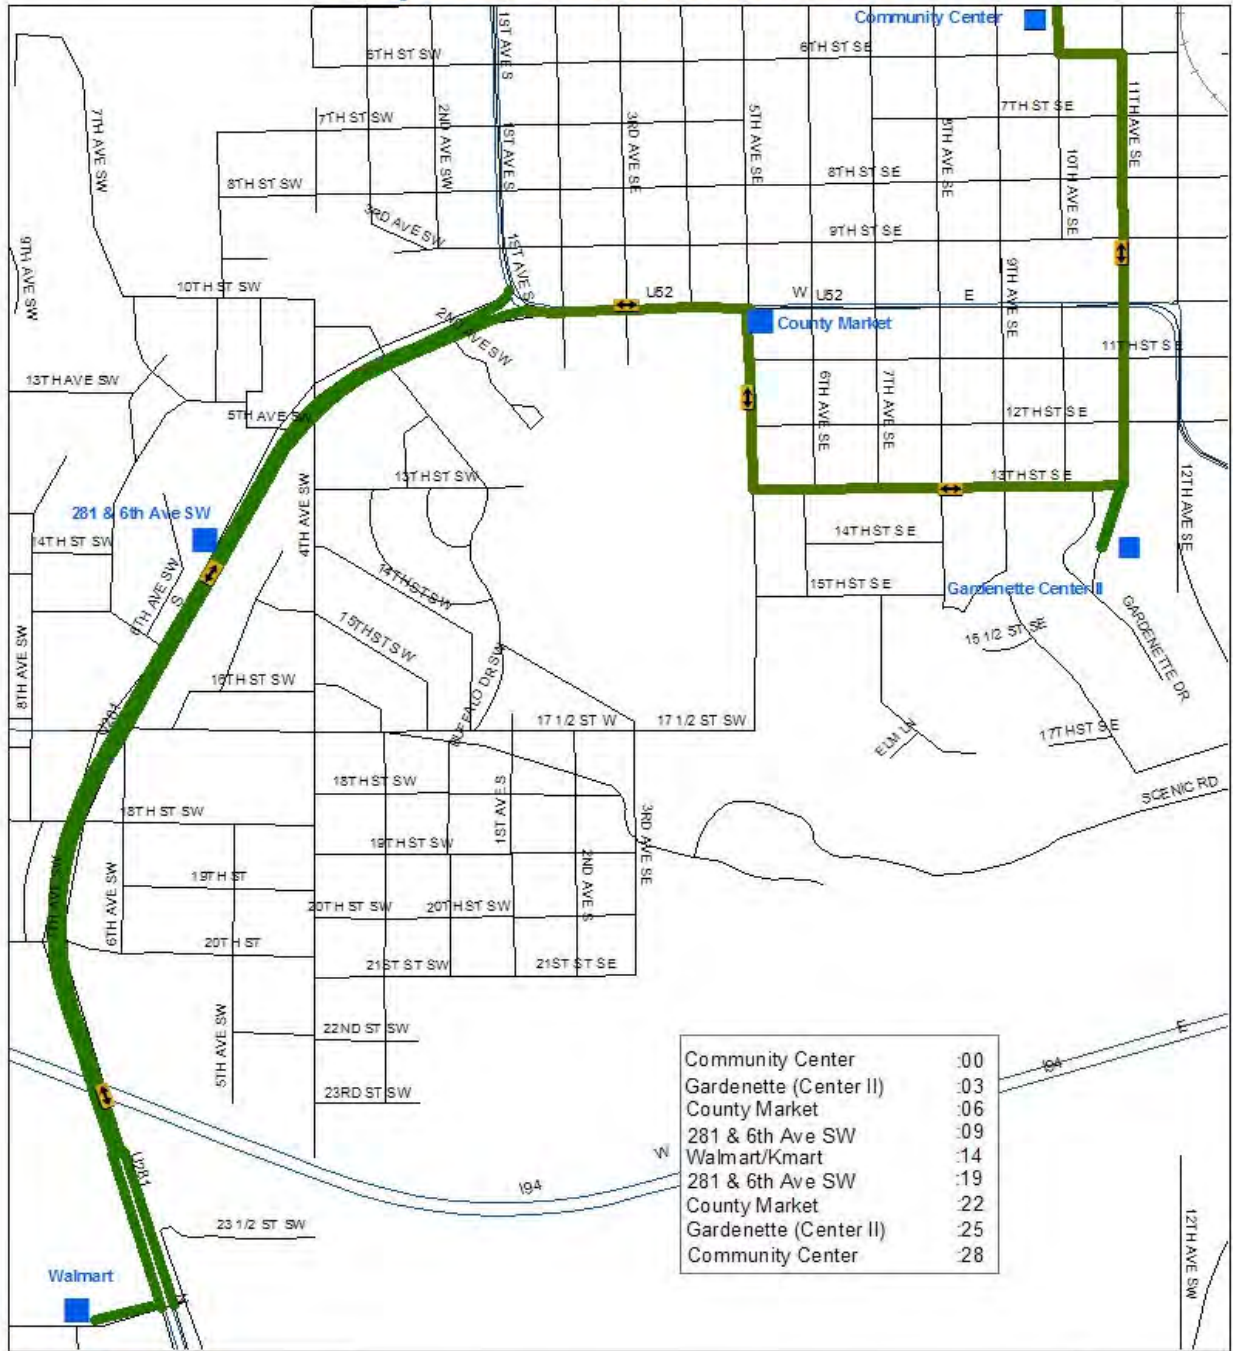 Community Center
1ST AVE S
6TH ST SW
6TH ST SE
7TH AVE SW
7TH ST SW
2ND AVE SW
1ST AVE S
3RD AVE SE
5TH AVE SE
7TH ST SE
8TH AVE SE
10TH AVE SE
11TH AVE SE
8TH ST SW
8TH ST SE
3RD AVE SW
9TH ST SE
9TH AVE SW
1ST AVE S
9TH AVE SE
10TH ST SW
U52
W
U52
E
2ND AVE SW
County Market
11TH ST SE
13TH AVE SW
6TH AVE SE
7TH AVE SE
5TH AVE SW
12TH ST SE
13TH ST SW
4TH AVE SW
13TH ST SE
12TH AVE SE
281 & 6th Ave SW
14TH ST SW
14TH ST SE
14TH ST SW
15TH ST SE
Gardenette Center II
6TH AVE SW
S
15TH ST SW
GARDENETTE DR
15 1/2 ST SE
8TH AVE SW
16TH ST SW
BUFFALO DR SW
U281
17 1/2 ST W
17 1/2 ST SW
ELM LN
17TH ST SE
18TH ST SW
SCENIC RD
18TH ST SW
1ST AVE S
19TH ST SW
3RD AVE SE
7TH AVE SW
6TH AVE SW
19TH ST
2ND AVE S
20TH ST SW
20TH ST SW
20TH ST
21ST ST SW
21ST ST SE
5TH AVE SW
22ND ST SW
E
I94
23RD ST SW
Community Center :00
Gardenette (Center II) :03
County Market :06
281 & 6th Ave SW :09
Walmart/Kmart :14
281 & 6th Ave SW :19
County Market :22
Gardenette (Center II) :25
Community Center :28
W
U281
I94
23 1/2 ST SW
12TH AVE SW
Walmart
N